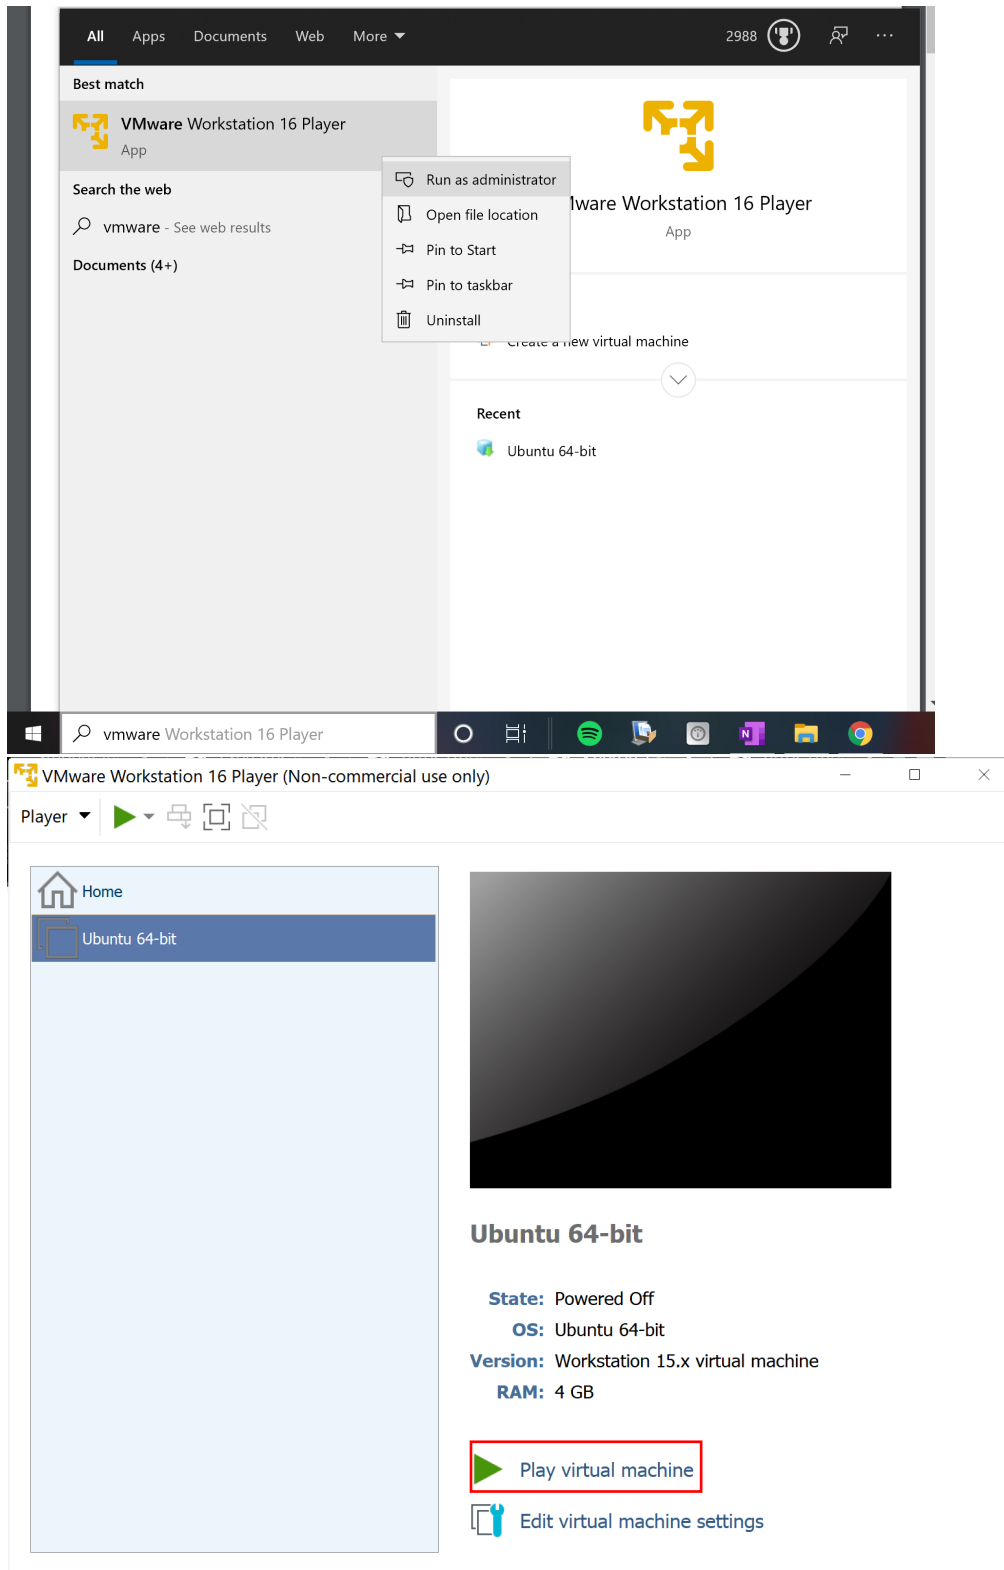 All Apps Documents Web More 2988
Best match
VMware Workstation 16 Player
App
Search the web
vmware - See web results
Documents (4+)
Run as administrator
Open file location
Pin to Start
Pin to taskbar
Uninstall
ware Workstation 16 Player
App
Create a new virtual machine
Recent
Ubuntu 64-bit
vmware Workstation 16 Player
VMware Workstation 16 Player (Non-commercial use only)
Player
Home
Ubuntu 64-bit
Ubuntu 64-bit
State: Powered Off
OS: Ubuntu 64-bit
Version: Workstation 15.x virtual machine
RAM: 4 GB
Play virtual machine
Edit virtual machine settings